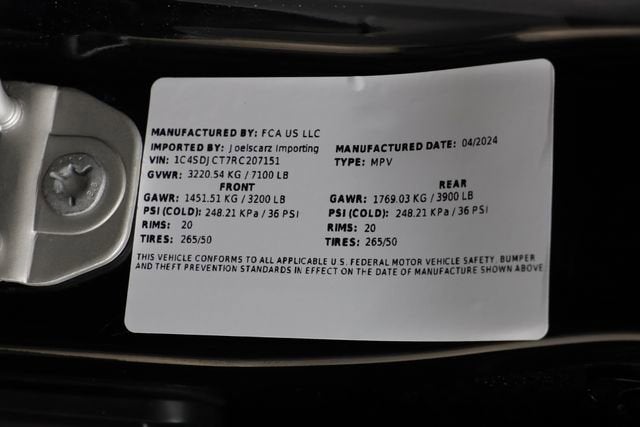 MANUFACTURED BY: FCA US LLC
IMPORTED BY: Joelscarz Importing MANUFACTURED DATE: 04/2024
VIN: 1C4SDJCT7RC207151 TYPE: MPV
GVWR: 3220.54 KG / 7100 LB
FRONT REAR
GAWR: 1451.51 KG / 3200 LB GAWR: 1769.03 KG / 3900 LB
PSI (COLD): 248.21 KPa / 36 PSI PSI (COLD): 248.21 KPa / 36 PSI
RIMS: 20 RIMS: 20
TIRES: 265/50 TIRES: 265/50
THIS VEHICLE CONFORMS TO ALL APPLICABLE U.S. FEDERAL MOTOR VEHICLE SAFETY, BUMPER
AND THEFT PREVENTION STANDARDS IN EFFECT ON THE DATE OF MANUFACTURE SHOWN ABOVE